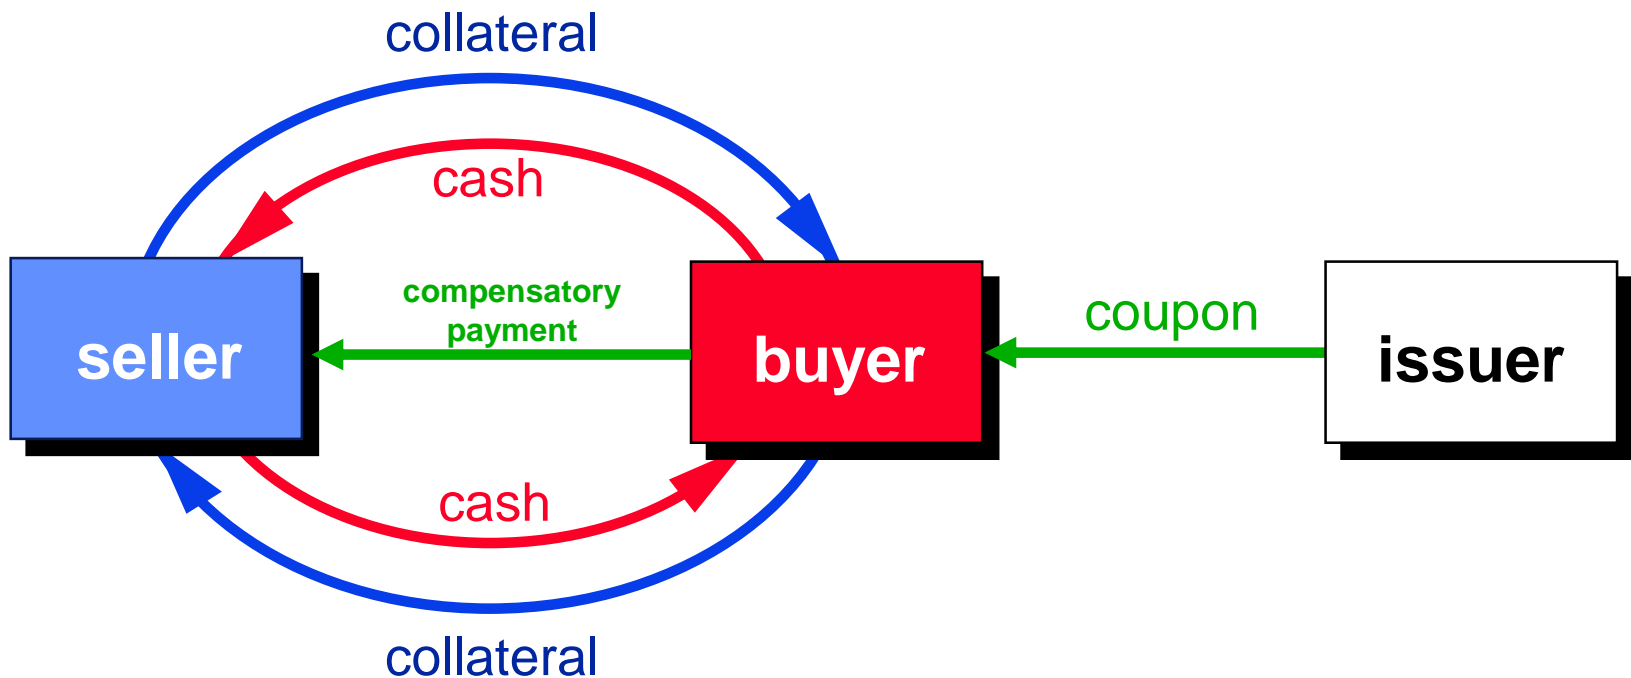 collateral
cash
compensatory
payment
coupon
seller
buyer
issuer
cash
collateral